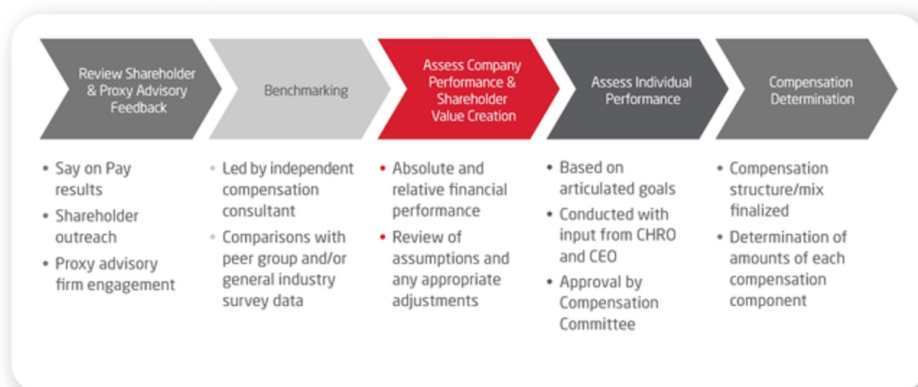 Review Shareholder
& Proxy Advisory
Feedback
Benchmarking
Assess Company
Performance &
Shareholder
Value Creation
Assess Individual
Performance
Compensation
Determination
• Say on Pay
results
• Shareholder
outreach
• Proxy advisory
firm engagement
• Led by independent
compensation
consultant
• Comparisons with
peer group and/or
general industry
survey data
• Absolute and
relative financial
performance
• Review of
assumptions and
any appropriate
adjustments
• Based on
articulated goals
• Conducted with
input from CHRO
and CEO
• Approval by
Compensation
Committee
• Compensation
structure/mix
finalized
• Determination of
amounts of each
compensation
component